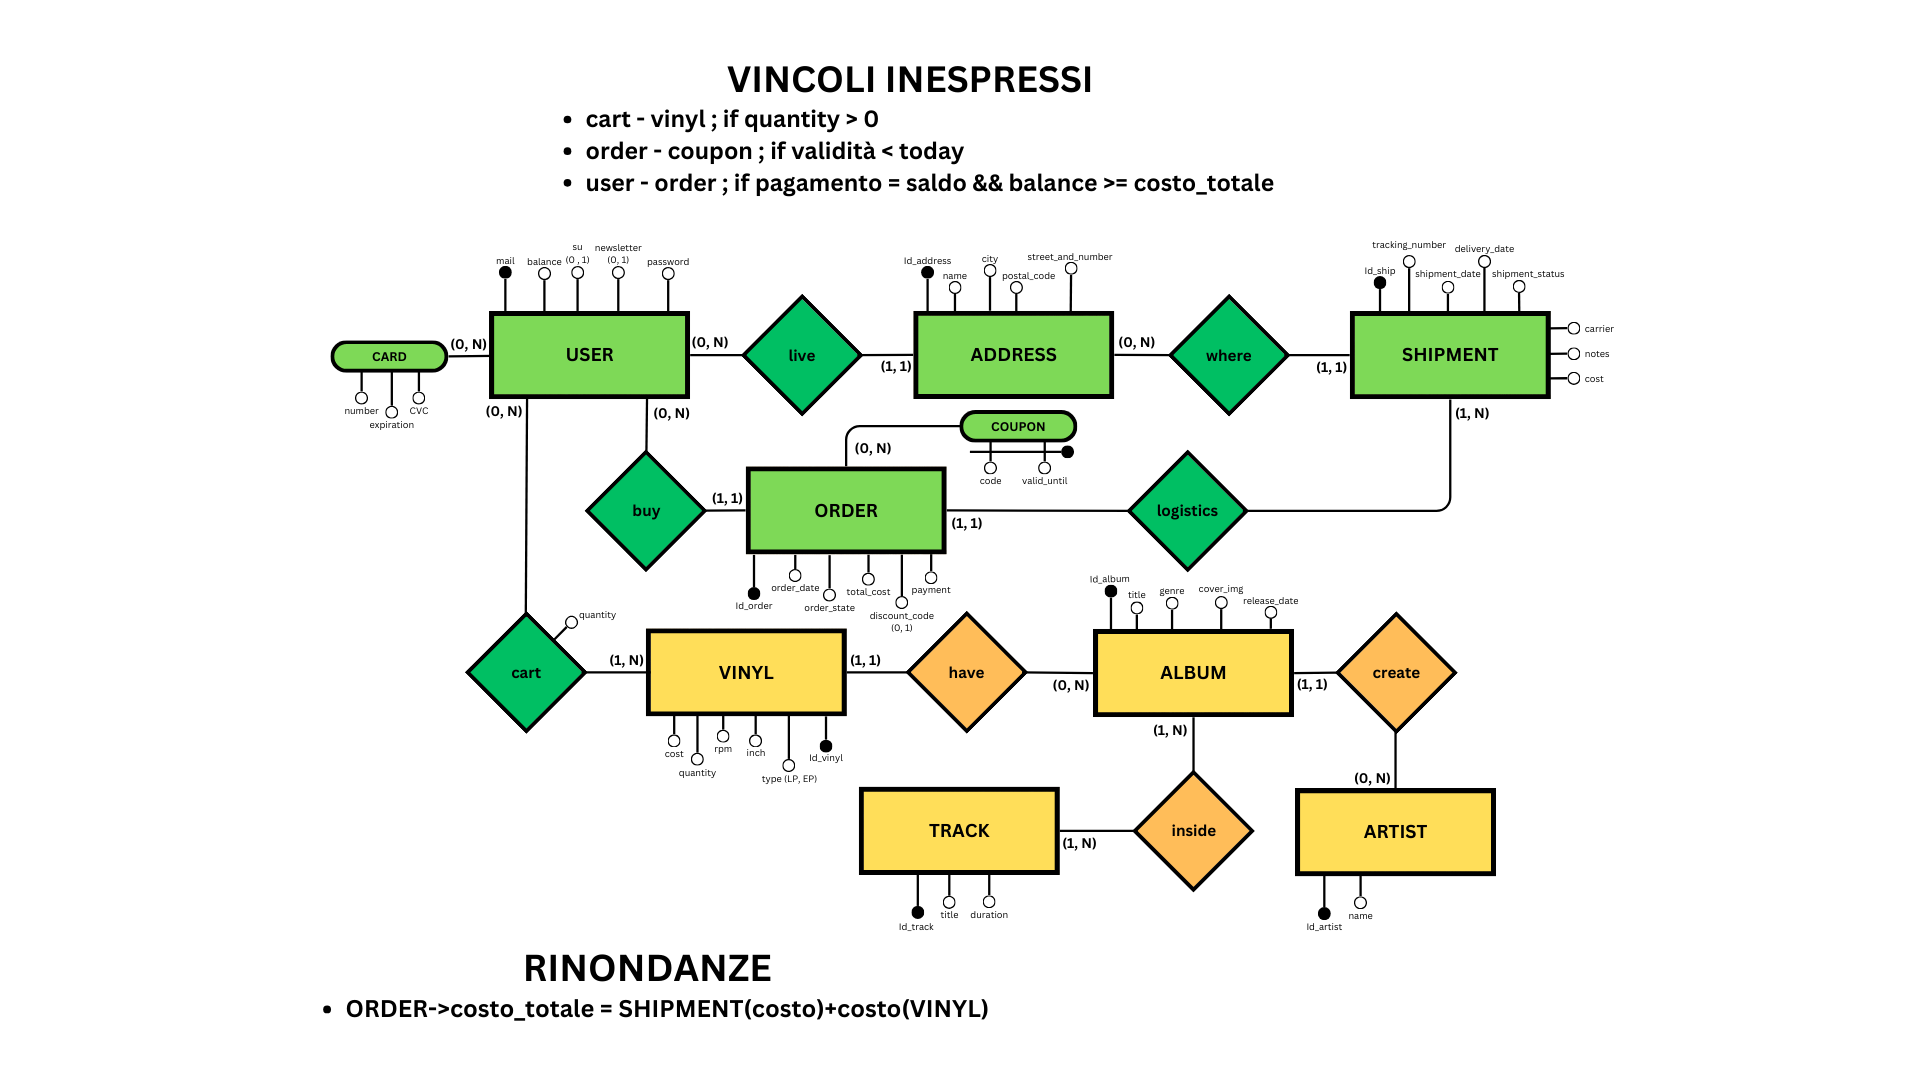 VINCOLI INESPRESSI
• cart - vinyl ; if quantity > 0
• order - coupon ; if validità < today
• user - order ; if pagamento = saldo && balance >= costo_totale
mail
balance
su
(0 , 1)
newsletter
(0, 1)
password
CARD
(0, N)
USER
(0, N)
number
expiration
CVC
(0, N)
(0, N)
live
(1, 1)
Id_address
name
city
postal_code
street_and_number
ADDRESS
(0, N)
where
(1, 1)
Id_ship
tracking_number
shipment_date
delivery_date
shipment_status
SHIPMENT
carrier
notes
cost
(1, N)
COUPON
(0, N)
code
valid_until
buy
(1, 1)
ORDER
(1, 1)
logistics
Id_order
order_date
order_state
total_cost
discount_code
(0, 1)
payment
quantity
cart
(1, N)
VINYL
(1, 1)
cost
quantity
rpm
inch
type (LP, EP)
Id_vinyl
have
(0, N)
Id_album
title
genre
cover_img
release_date
ALBUM
(1, 1)
create
(1, N)
(0, N)
TRACK
(1, N)
inside
ARTIST
Id_track
title
duration
Id_artist
name
RINONDANZE
• ORDER->costo_totale = SHIPMENT(costo)+costo(VINYL)